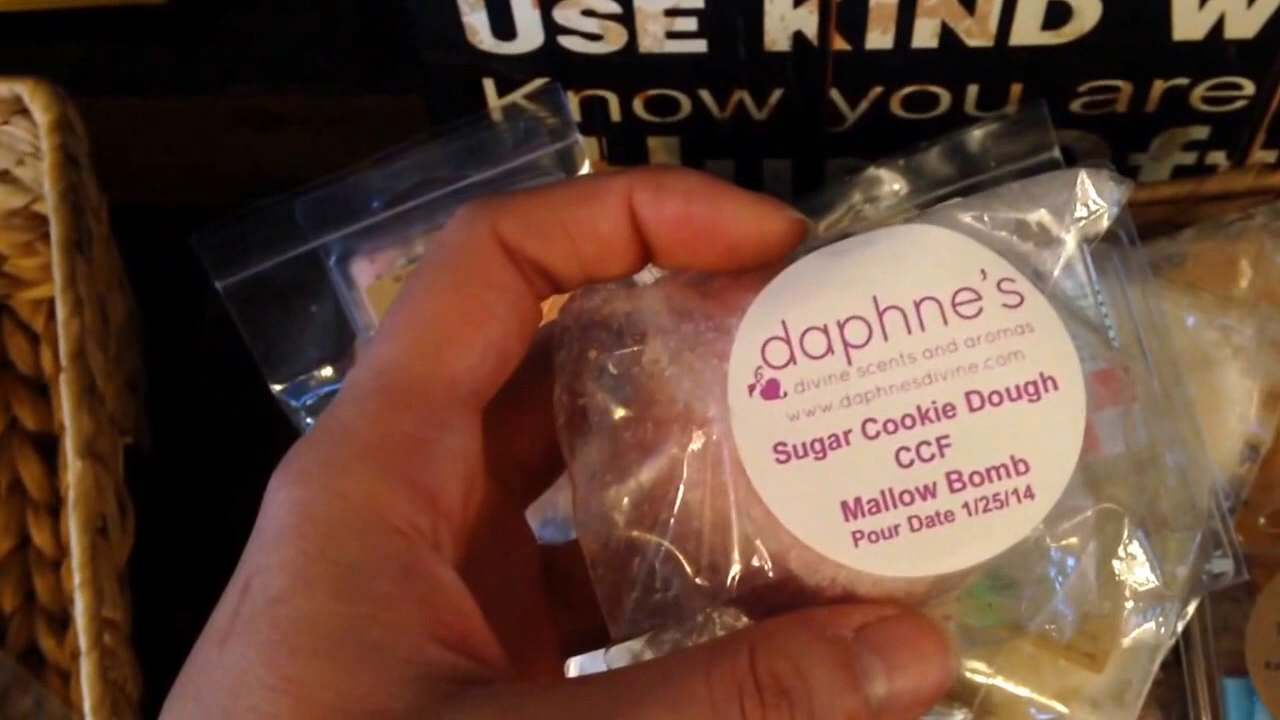 USE KIND W
Know you are
daphne's
divine scents and aromas
www.daphnesdivine.com
Sugar Cookie Dough
CCF
Mallow Bomb
Pour Date 1/25/14